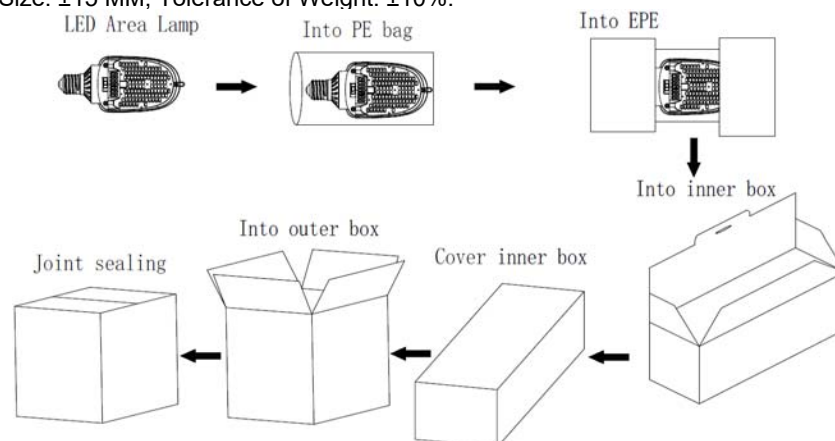 Size: ±15 MM, Tolerance of Weight: ±10%.
LED Area Lamp
Into PE bag
Into EPE
Into inner box
Into outer box
Cover inner box
Joint sealing